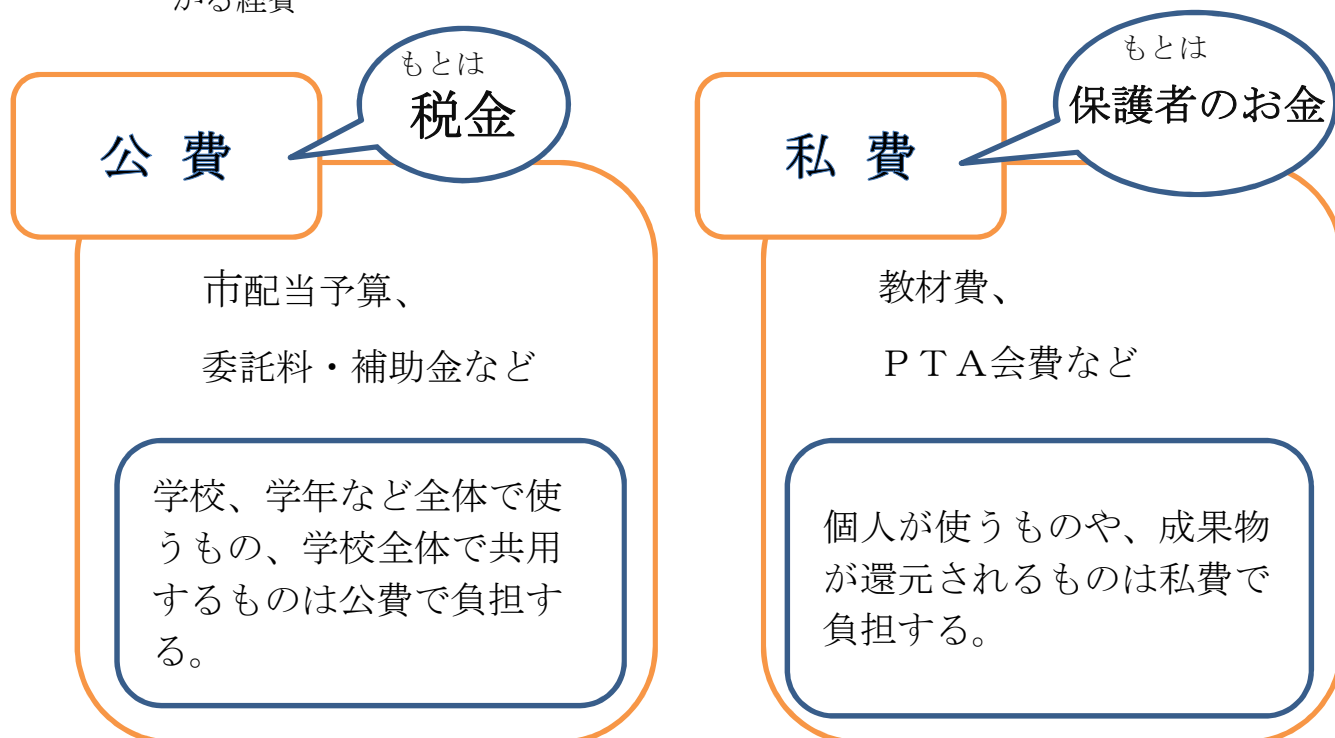 がる経費
もとは
税金
公費
市配当予算、
委託料・補助金など
学校、学年など全体で使
うもの、学校全体で共用
するものは公費で負担す
る。
もとは
保護者のお金
私費
教材費、
ＰＴＡ会費など
個人が使うものや、成果物
が還元されるものは私費で
負担する。